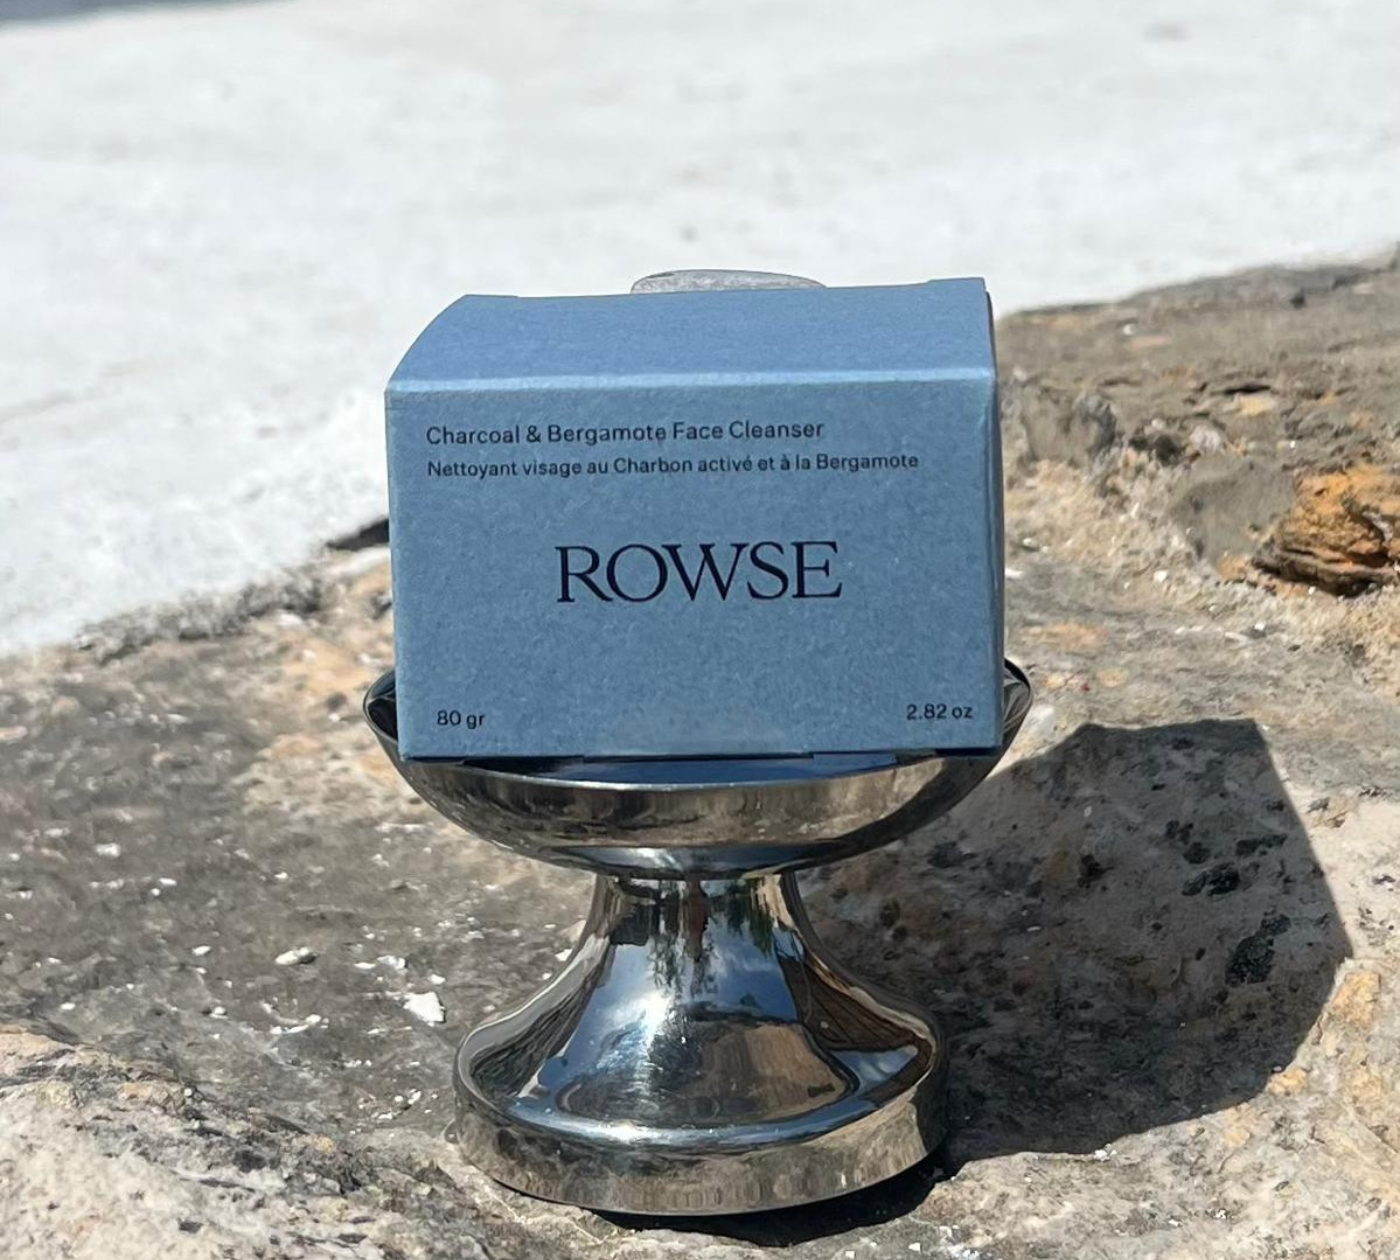 Charcoal & Bergamote Face Cleanser
Nettoyant visage au Charbon activé et à la Bergamote
ROWSE
80 gr
2.82 oz